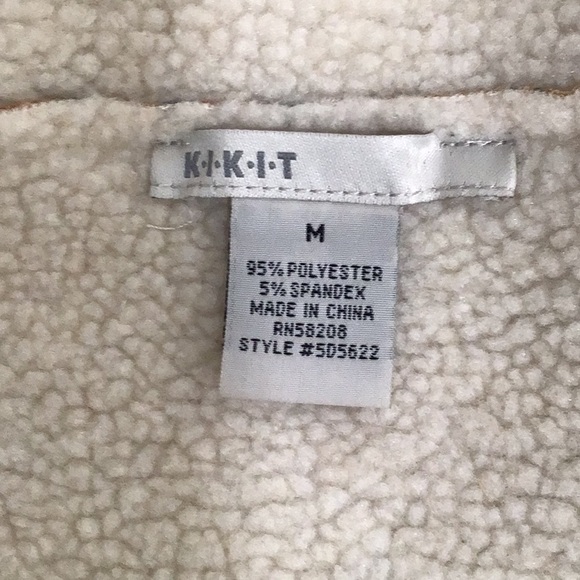 K·I·K·I·T
M
95% POLYESTER
5% SPANDEX
MADE IN CHINA
RN58208
STYLE #5D5622